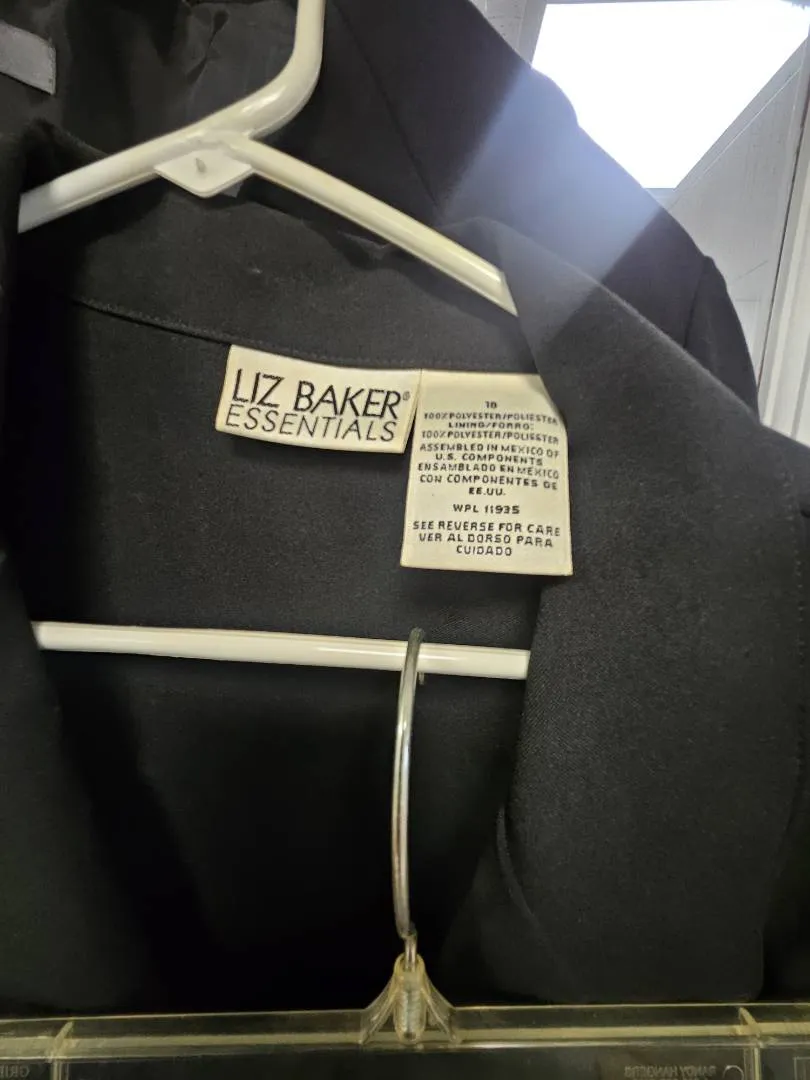 LIZ BAKER®
ESSENTIALS
18
100%POLYESTER/POLIESTER
LINING/FORRO:
100%POLYESTER/POLIESTER
ASSEMBLED IN MEXICO OF
U.S. COMPONENTS
ENSAMBLADO EN MEXICO
CON COMPONENTES DE
EE.UU.
WPL 11935
SEE REVERSE FOR CARE
VER AL DORSO PARA
CUIDADO